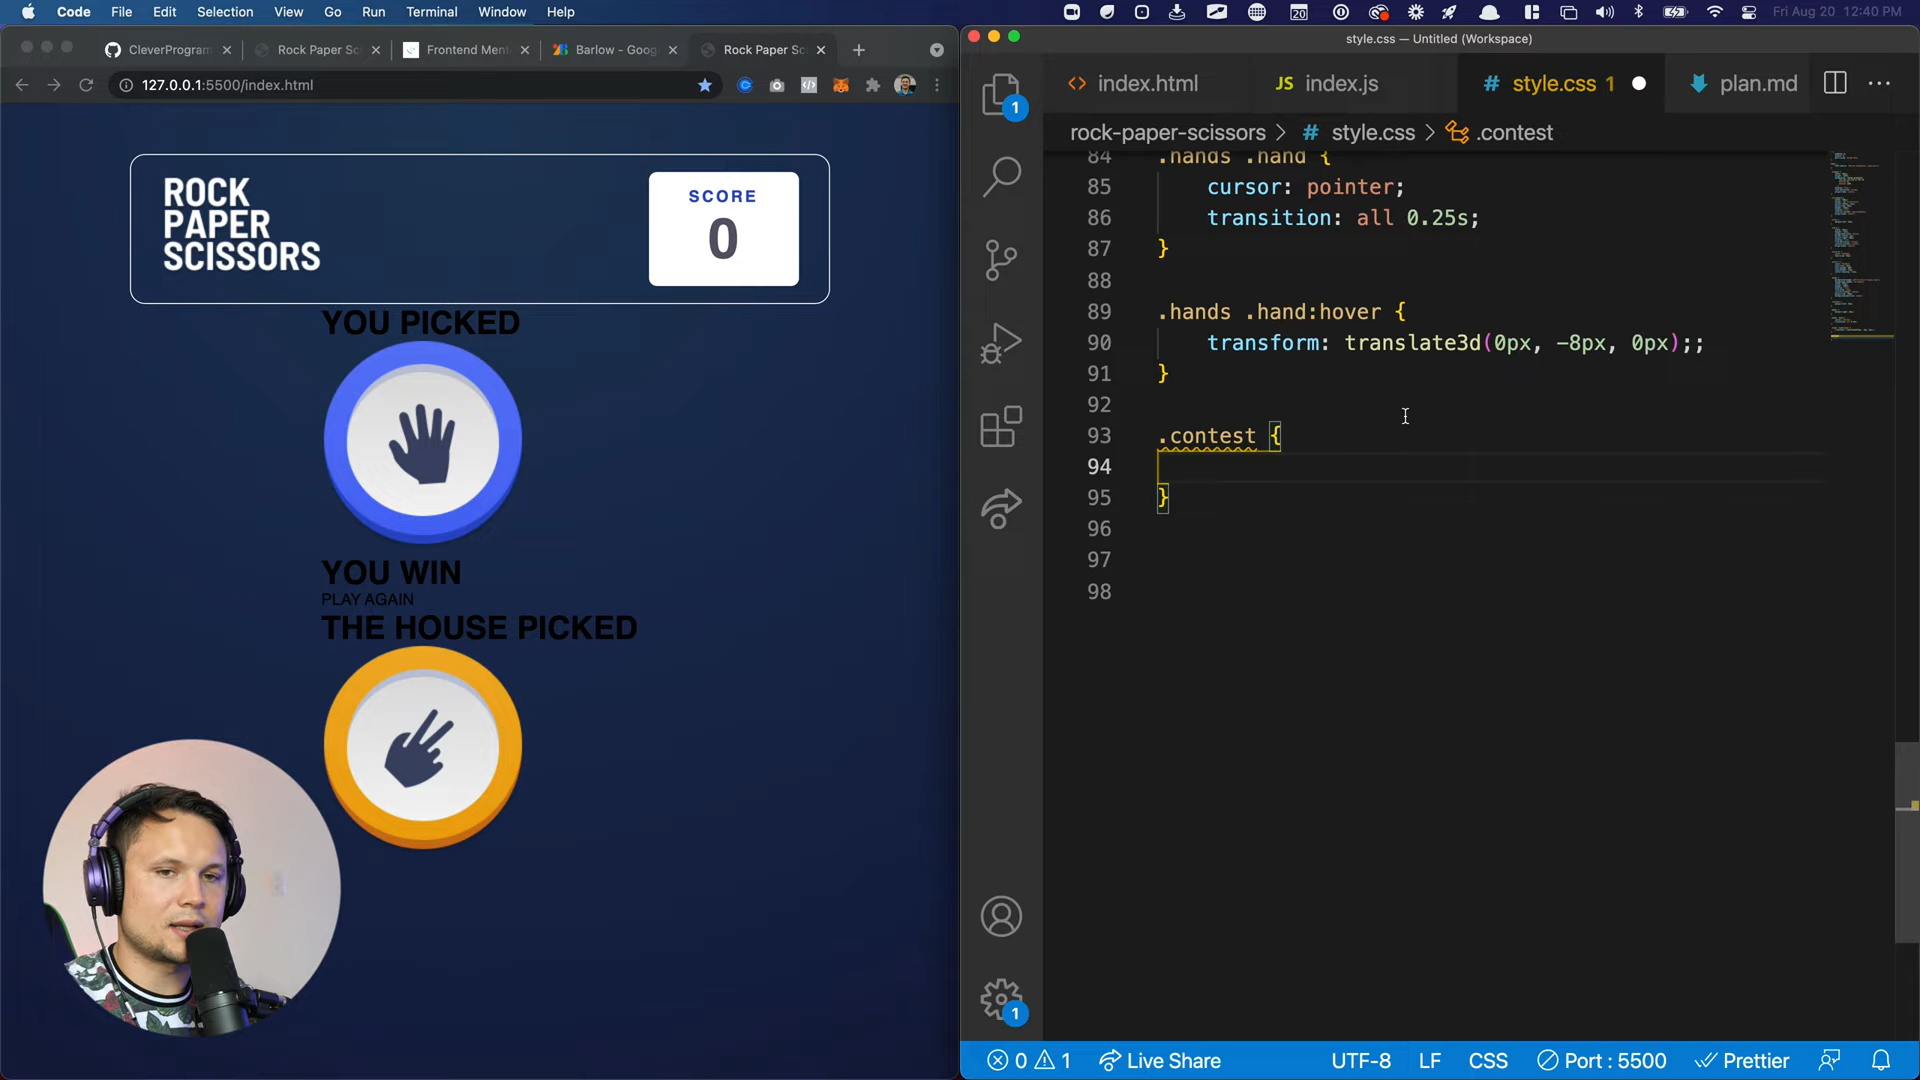 Code File Edit Selection View Go Run Terminal Window Help
20
Fri Aug 20 12:40 PM
CleverProgram
Rock Paper Sc
Frontend Ment
Barlow - Goog
Rock Paper Sc
127.0.0.1:5500/index.html
ROCK
PAPER
SCISSORS
SCORE
0
YOU PICKED
YOU WIN
PLAY AGAIN
THE HOUSE PICKED
style.css — Untitled (Workspace)
index.html
JS index.js
# style.css 1
plan.md
rock-paper-scissors > # style.css > .contest
84 .hands .hand {
85 cursor: pointer;
86 transition: all 0.25s;
87 }
88
89 .hands .hand:hover {
90 transform: translate3d(0px, -8px, 0px);;
91 }
92
93 .contest {
94
95 }
96
97
98
1
1
0 1 Live Share UTF-8 LF CSS Port : 5500 Prettier